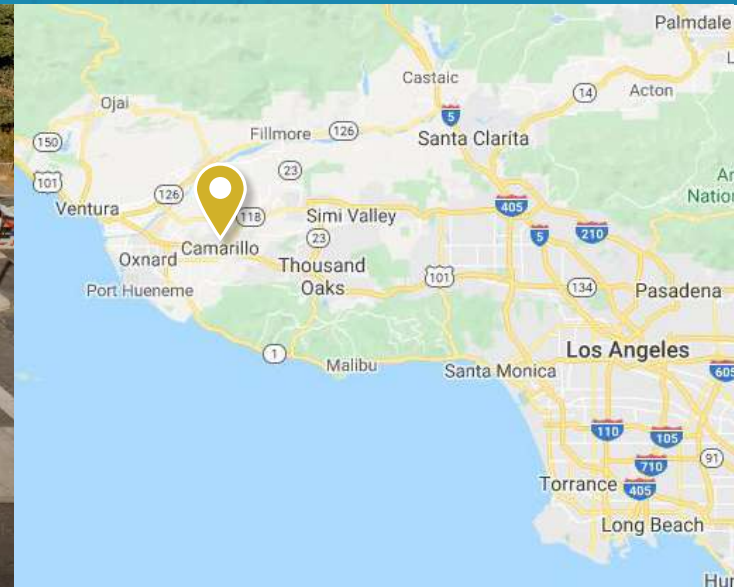 Palmdale
Castaic
14
Acton
Ojai
5
Fillmore
126
Santa Clarita
150
23
101
126
405
Ventura
118
Simi Valley
5
210
23
Camarillo
Oxnard
Thousand
Oaks
101
134
Pasadena
Port Hueneme
Los Angeles
1
Malibu
Santa Monica
605
110
105
91
710
Torrance
405
Long Beach